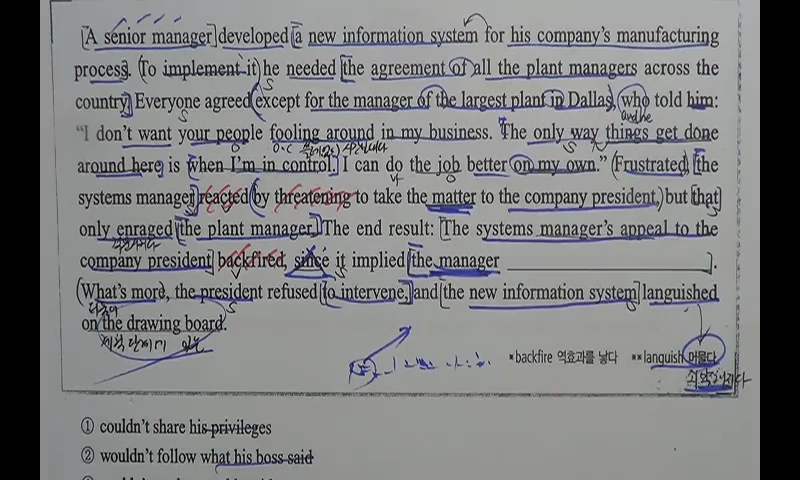 A senior manager developed a new information system for his company's manufacturing
process. To implement it, he needed the agreement of all the plant managers across the
country. Everyone agreed except for the manager of the largest plant in Dallas, who told him:
and he
"I don't want your people fooling around in my business. The only way things get done
around here is when I'm in control. I can do the job better on my own." Frustrated, the
systems manager reacted by threatening to take the matter to the company president, but that
only enraged the plant manager. The end result: The systems manager's appeal to the
company president backfired, since it implied the manager ____________________.
What's more, the president refused to intervene, and the new information system languished
on the drawing board.
* backfire 역효과를 낳다 ** languish 머물다
① couldn't share his privileges
② wouldn't follow what his boss said